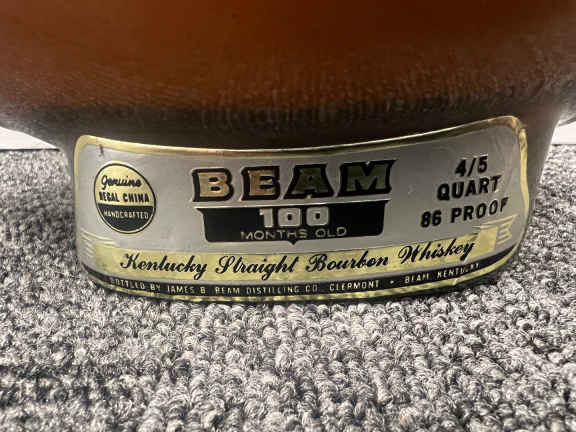 Genuine
REGAL CHINA
HANDCRAFTED
BEAM
100
MONTHS OLD
4/5
QUART
86 PROOF
Kentucky Straight Bourbon Whiskey
BOTTLED BY JAMES B. BEAM DISTILLING CO., CLERMONT • BEAM, KENTUCKY